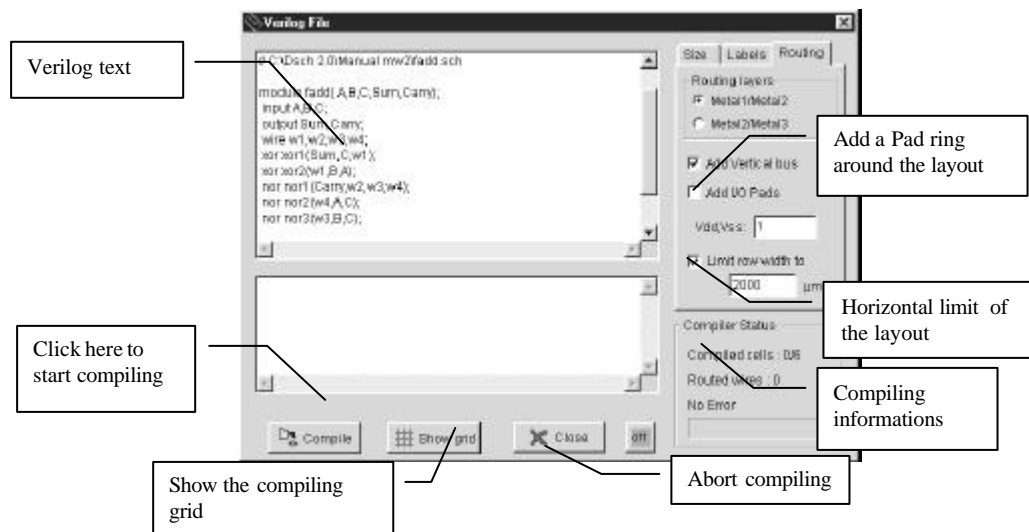 Verilog File
Verilog text
// C:\Dsch 2.0\Manual mw2\fadd.sch
module fadd( A,B,C,Sum,Carry);
input A,B,C;
output Sum,Carry;
wire w1,w2,w3,w4;
xor xor1(Sum,C,w1);
xor xor2(w1,B,A);
nor nor1(Carry,w2,w3,w4);
nor nor2(w4,A,C);
nor nor3(w3,B,C);
Size
Labels
Routing
Routing layers
Metal1/Metal2
Metal2/Metal3
Add Vertical bus
Add I/O Pads
Vdd,Vss:
1
Limit row width to
2000 µm
Add a Pad ring
around the layout
Horizontal limit of
the layout
Compiler Status
Compiled cells : 0/6
Routed wires : 0
No Error
Compiling
informations
Click here to
start compiling
Compile
Show grid
Close
off
Show the compiling
grid
Abort compiling